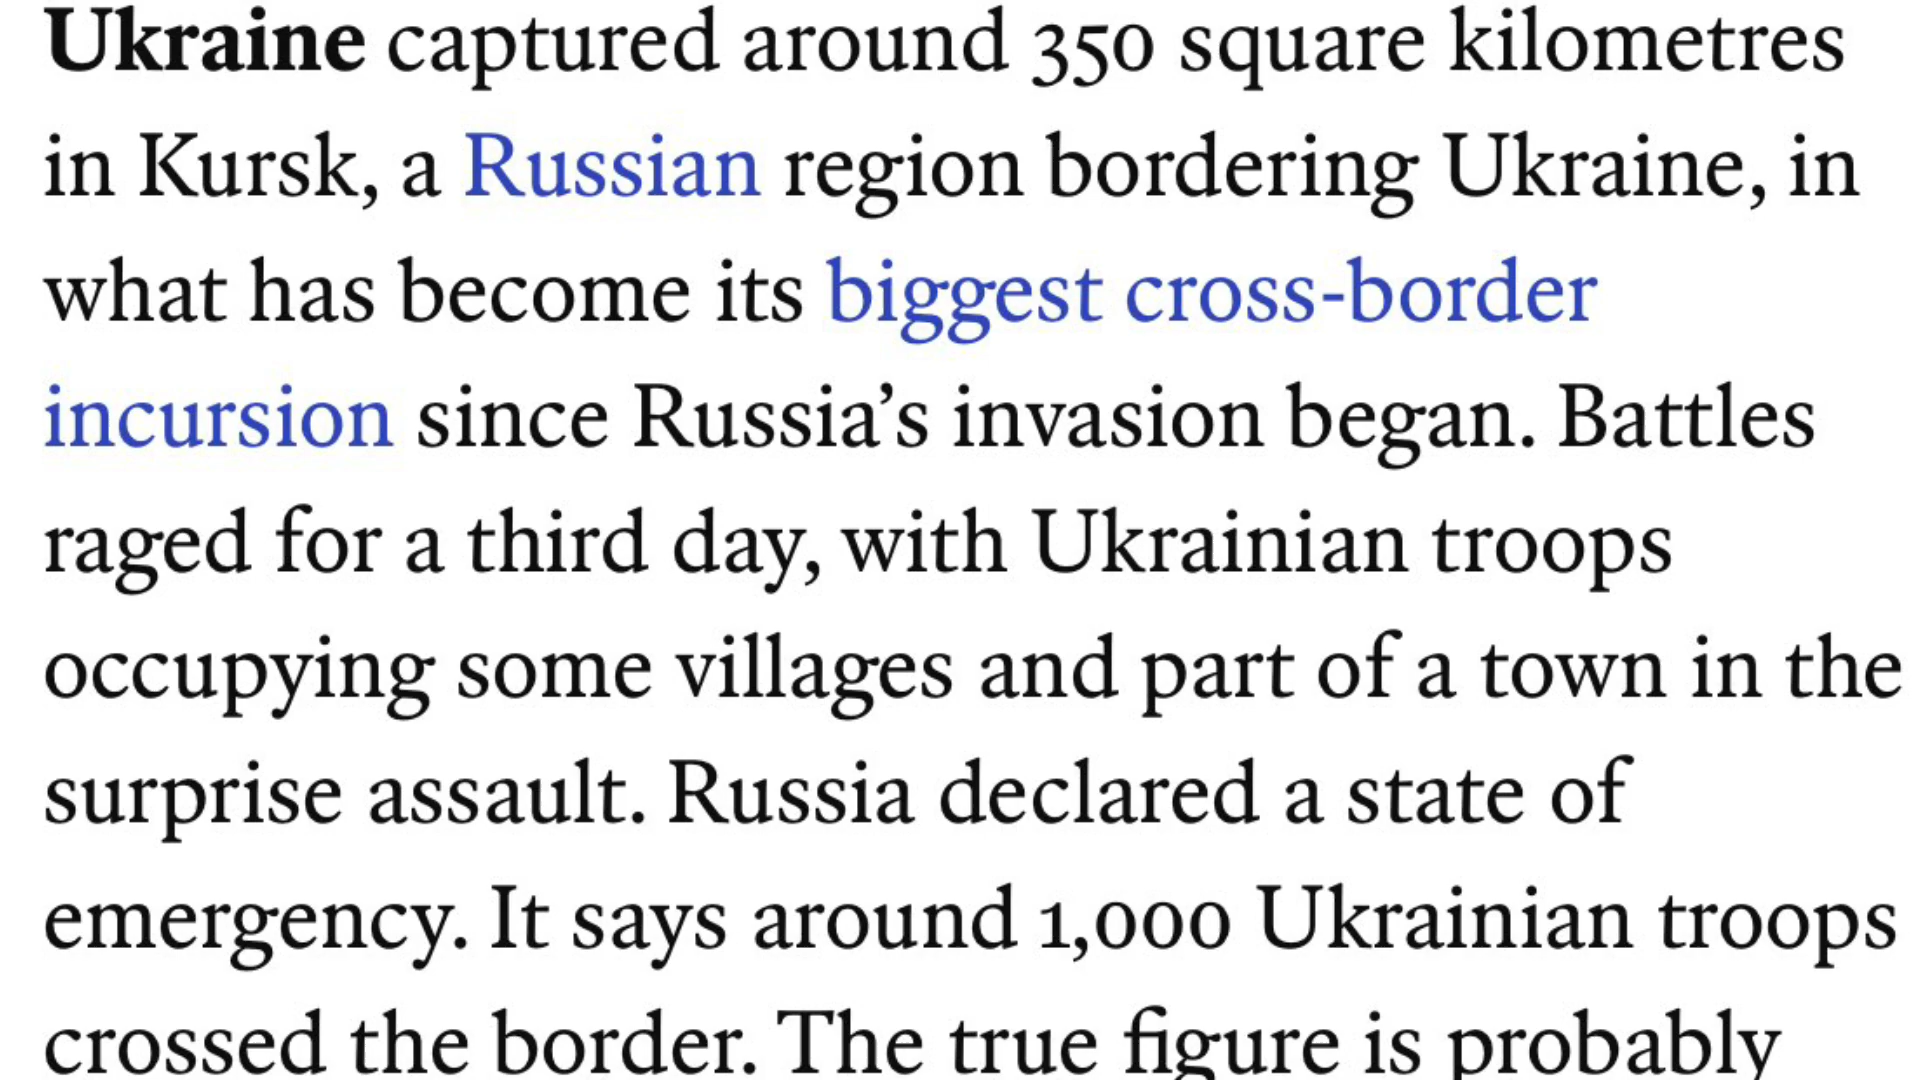 Ukraine captured around 350 square kilometres
in Kursk, a Russian region bordering Ukraine, in
what has become its biggest cross-border
incursion since Russia’s invasion began. Battles
raged for a third day, with Ukrainian troops
occupying some villages and part of a town in the
surprise assault. Russia declared a state of
emergency. It says around 1,000 Ukrainian troops
crossed the border. The true figure is probably